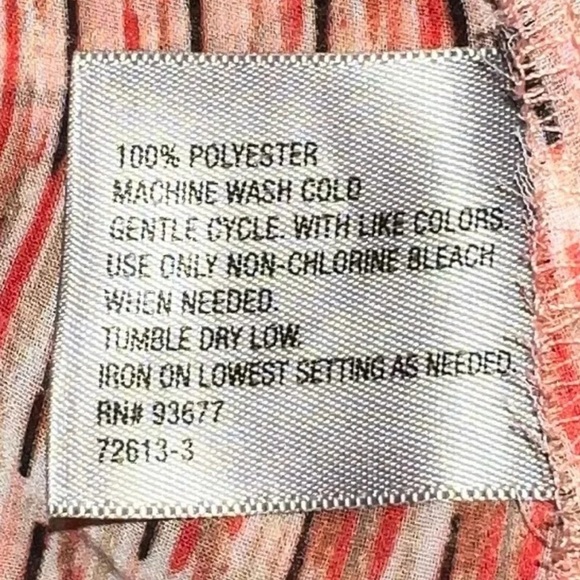 100% POLYESTER
MACHINE WASH COLD
GENTLE CYCLE. WITH LIKE COLORS.
USE ONLY NON-CHLORINE BLEACH
WHEN NEEDED.
TUMBLE DRY LOW.
IRON ON LOWEST SETTING AS NEEDED.
RN# 93677
72613-3